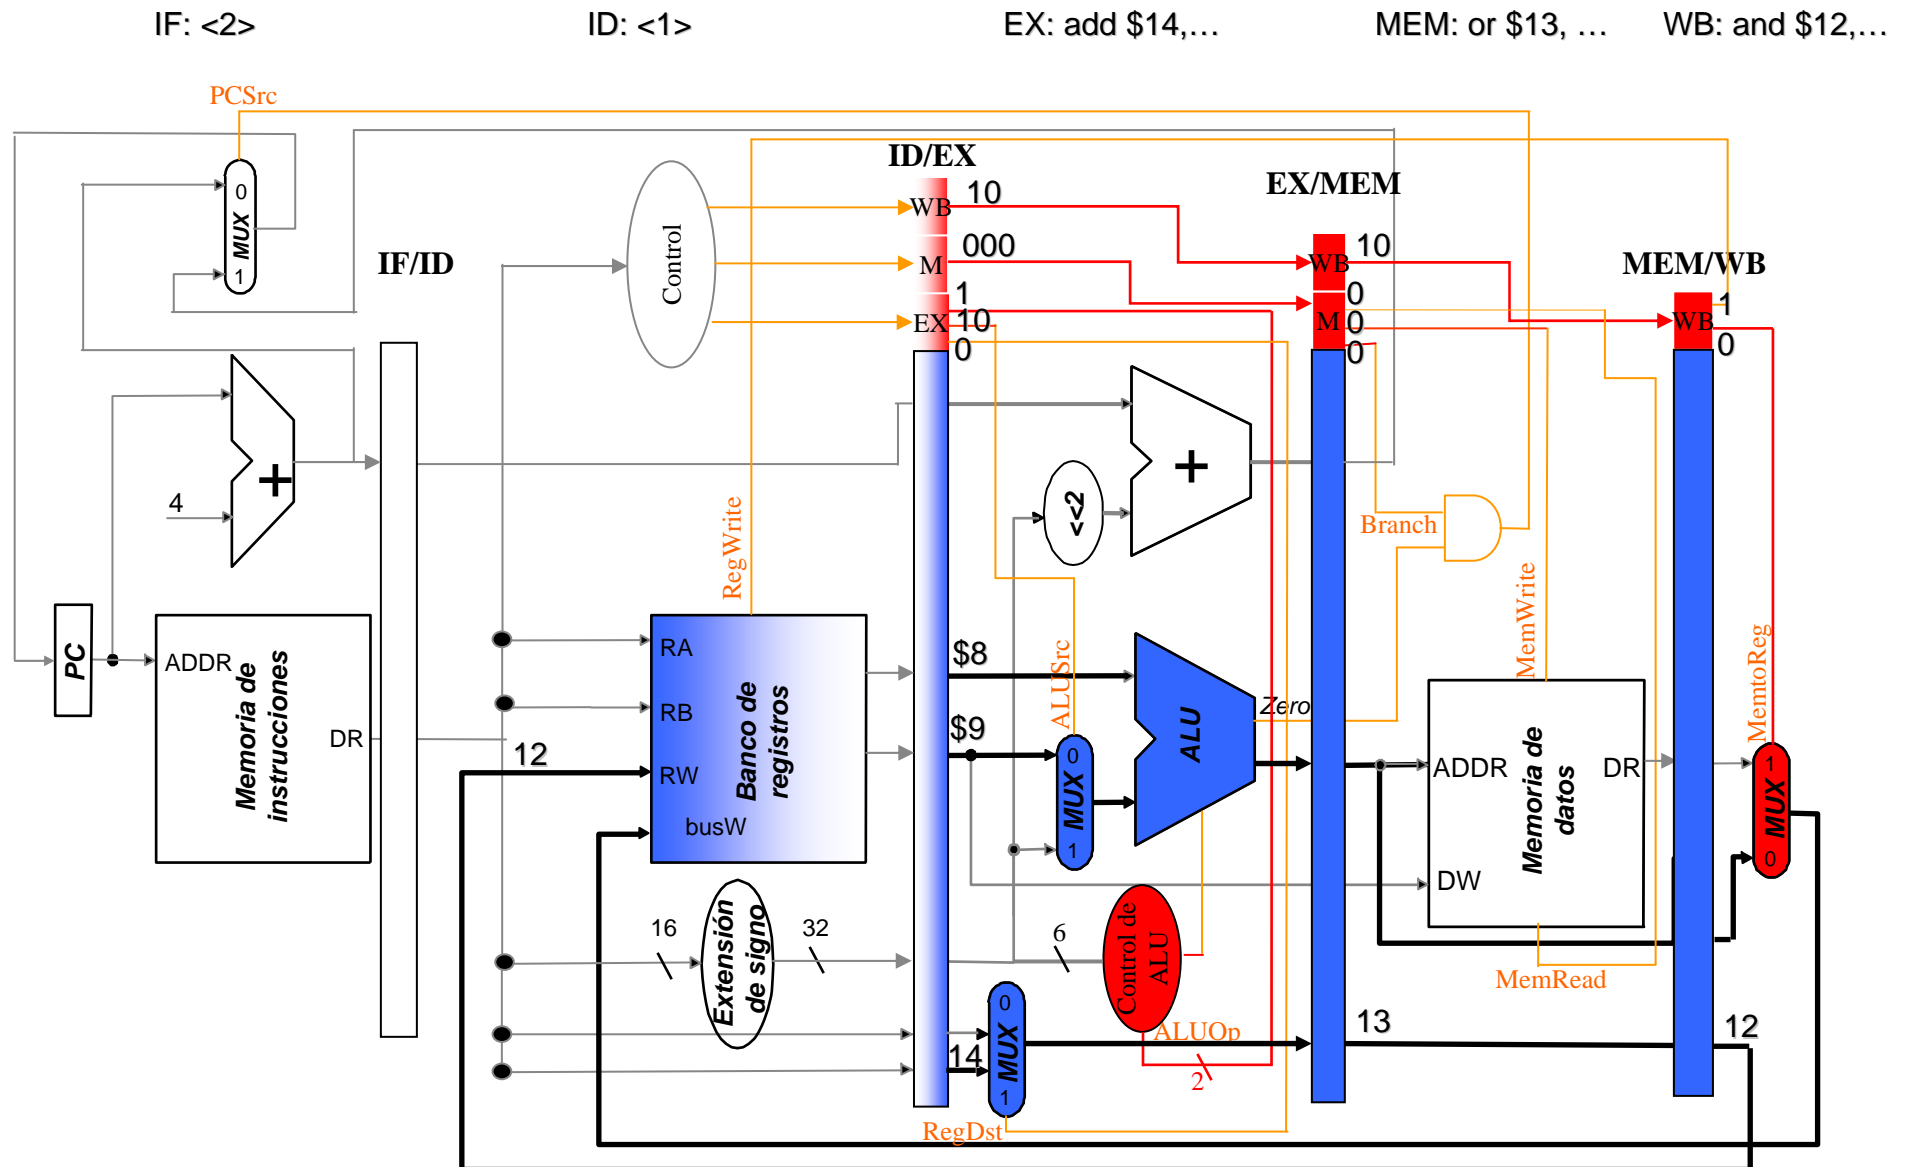 IF: <2>
ID: <1>
EX: add $14,…
MEM: or $13, …
WB: and $12,…
PCSrc
ID/EX
EX/MEM
IF/ID
MEM/WB
0
MUX
1
Control
WB
10
M
000
1
EX
10
0
WB
10
0
M
0
0
WB
1
0
4
+
<<2
+
Branch
RegWrite
PC
ADDR
Memoria de
instrucciones
DR
RA
RB
12
RW
busW
Banco de
registros
$8
$9
ALUSrc
0
MUX
1
ALU
Zero
MemWrite
ADDR
Memoria de
datos
DR
DW
MemtoReg
1
MUX
0
16
Extensión
de signo
32
6
Control de
ALU
MemRead
0
MUX
1
14
ALUOp
2
13
12
RegDst